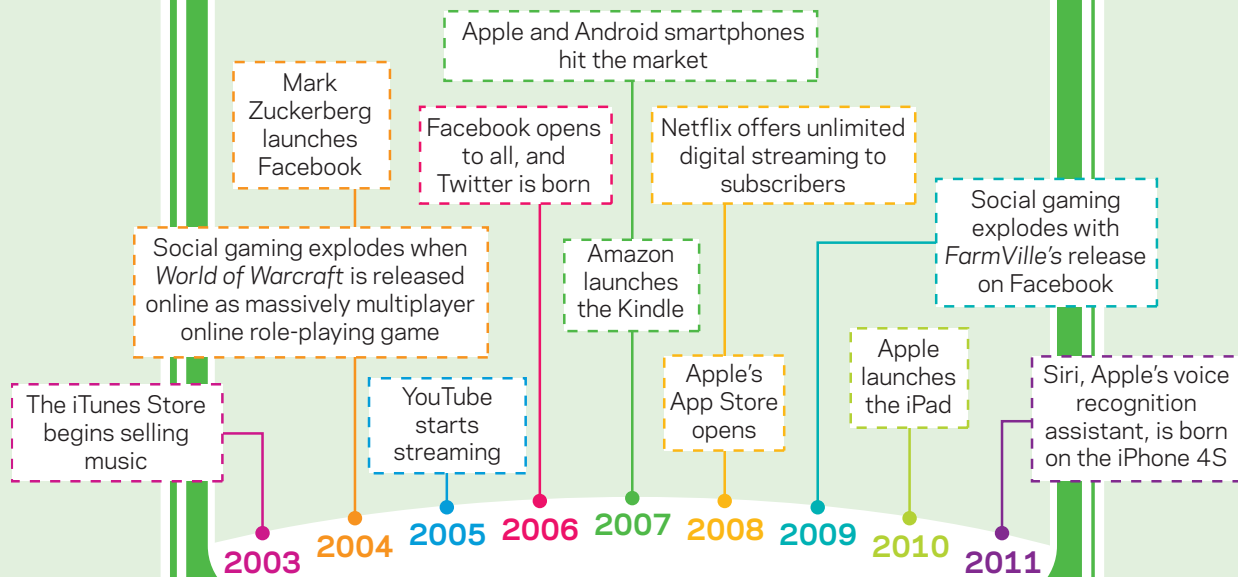 Apple and Android smartphones
hit the market
Mark
Zuckerberg
launches
Facebook
Facebook opens
to all, and
Twitter is born
Netflix offers unlimited
digital streaming to
subscribers
Social gaming
explodes with
FarmVille’s release
on Facebook
Social gaming explodes when
World of Warcraft is released
online as massively multiplayer
online role-playing game
Amazon
launches
the Kindle
Apple
launches
the iPad
Apple’s
App Store
opens
Siri, Apple’s voice
recognition
assistant, is born
on the iPhone 4S
The iTunes Store
begins selling
music
YouTube
starts
streaming
2003
2004
2005
2006
2007
2008
2009
2010
2011